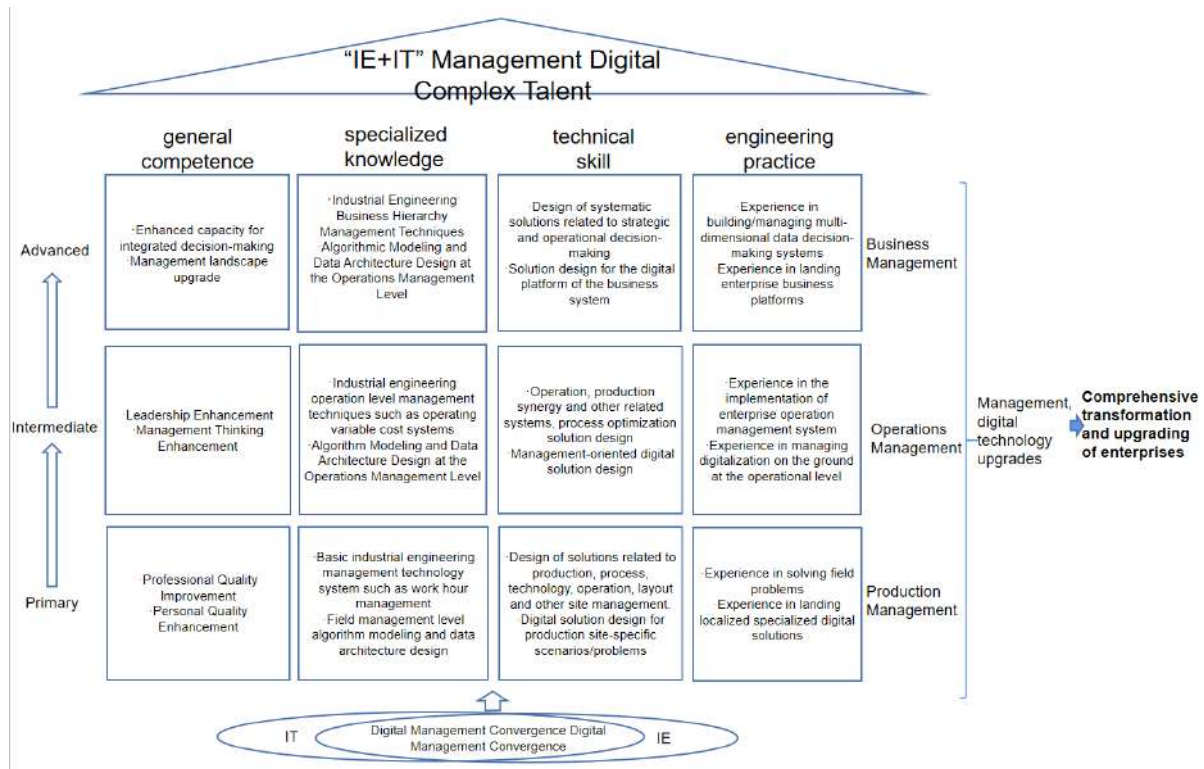 “IE+IT” Management Digital
Complex Talent
general
competence
specialized
knowledge
technical
skill
engineering
practice
Advanced
·Enhanced capacity for
integrated decision-making
·Management landscape
upgrade
·Industrial Engineering
Business Hierarchy
Management Techniques
Algorithmic Modeling and
Data Architecture Design at
the Operations Management
Level
·Design of systematic
solutions related to strategic
and operational decision-
making
·Solution design for the digital
platform of the business
system
·Experience in
building/managing multi-
dimensional data decision-
making systems
·Experience in landing
enterprise business
platforms
Business
Management
Intermediate
·Leadership Enhancement
·Management Thinking
Enhancement
·Industrial engineering
operation level management
techniques such as operating
variable cost systems
·Algorithm Modeling and Data
Architecture Design at the
Operations Management Level
·Operation, production
synergy and other related
systems, process optimization
solution design
·Management-oriented digital
solution design
·Experience in the
implementation of
enterprise operation
management system
·Experience in managing
digitalization on the ground
at the operational level
Operations
Management
Management,
digital
technology
upgrades
Comprehensive
transformation
and upgrading
of enterprises
Primary
·Professional Quality
Improvement
·Personal Quality
Enhancement
·Basic industrial engineering
management technology
system such as work hour
management
·Field management level
algorithm modeling and data
architecture design
·Design of solutions related to
production, process,
technology, operation, layout
and other site management.
·Digital solution design for
production site-specific
scenarios/problems
·Experience in solving field
problems
·Experience in landing
localized specialized digital
solutions
Production
Management
IT
Digital Management Convergence Digital
Management Convergence
IE